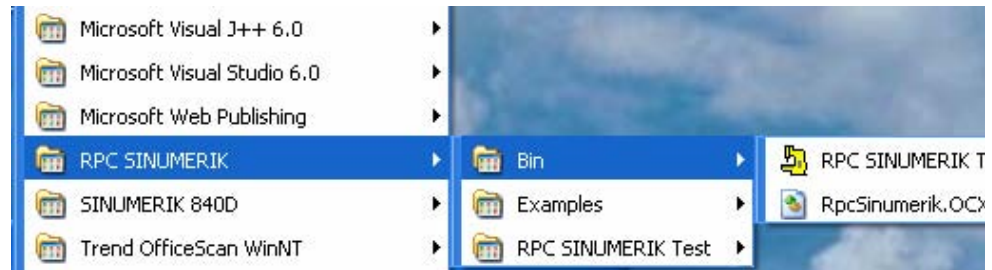 Microsoft Visual J++ 6.0
Microsoft Visual Studio 6.0
Microsoft Web Publishing
RPC SINUMERIK
SINUMERIK 840D
Trend OfficeScan WinNT
Bin
Examples
RPC SINUMERIK Test
RPC SINUMERIK T
RpcSinumerik.OCX